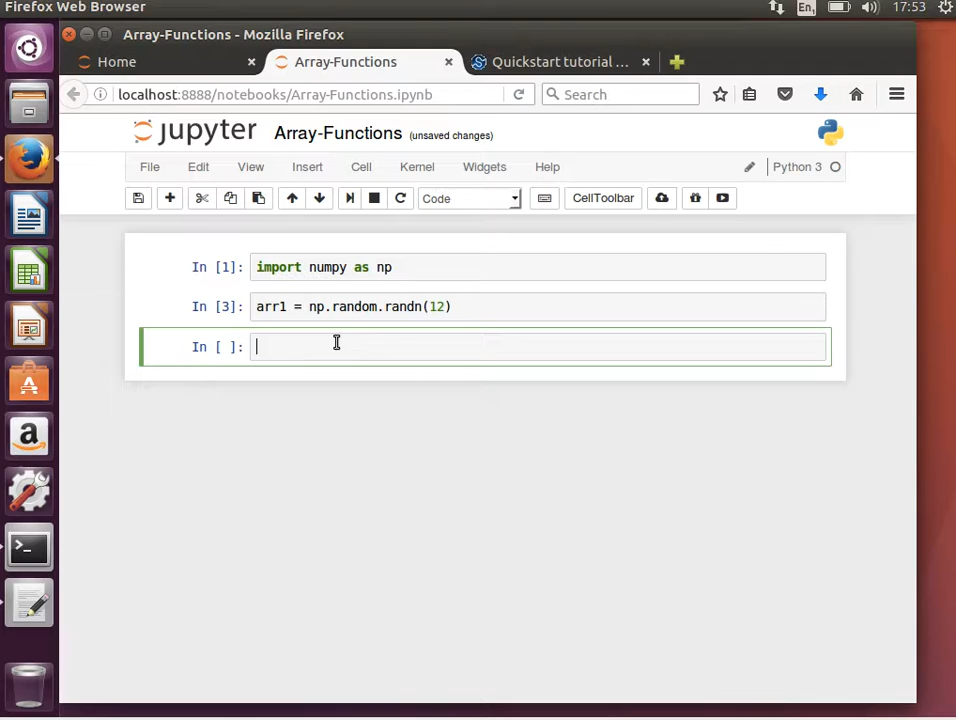 Firefox Web Browser En1 17:53
Array-Functions - Mozilla Firefox
Home Array-Functions Quickstart tutorial ...
localhost:8888/notebooks/Array-Functions.ipynb Search
jupyter Array-Functions (unsaved changes)
File Edit View Insert Cell Kernel Widgets Help Python 3
Code CellToolbar
In [1]: import numpy as np
In [3]: arr1 = np.random.randn(12)
In [ ]: